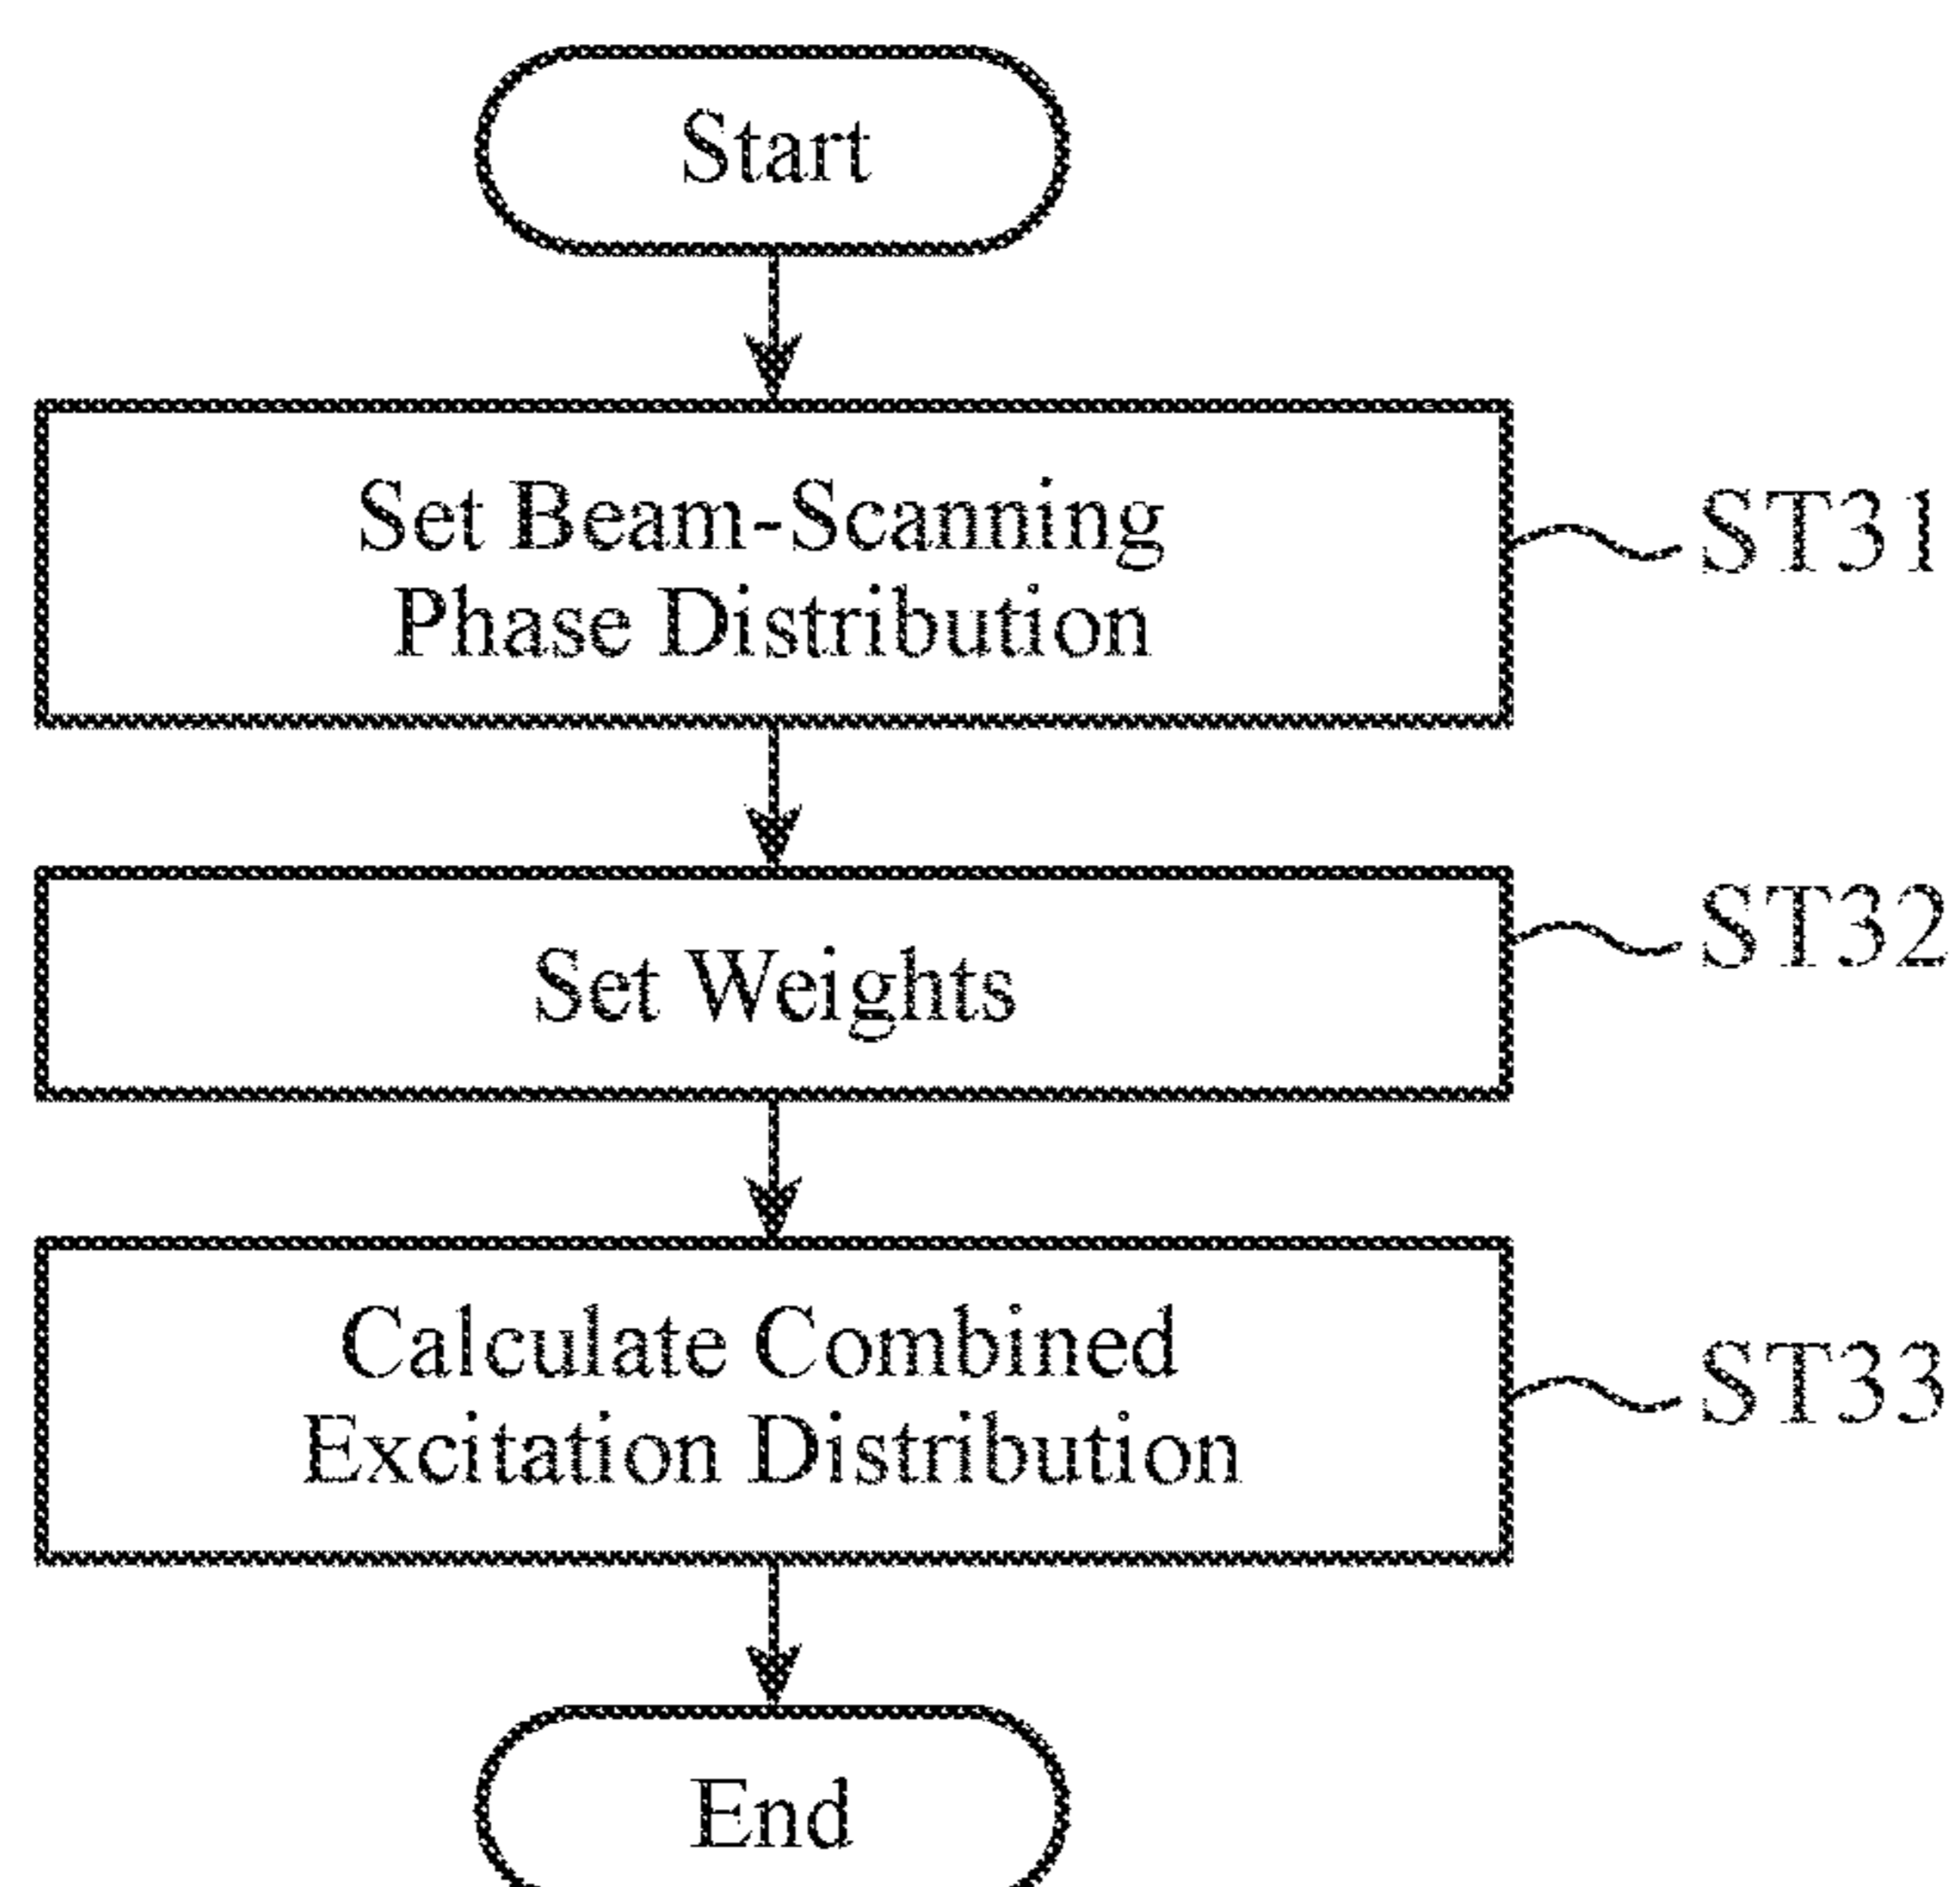 Start
Set Beam-Scanning
Phase Distribution
ST31
Set Weights
ST32
Calculate Combined
Excitation Distribution
ST33
End